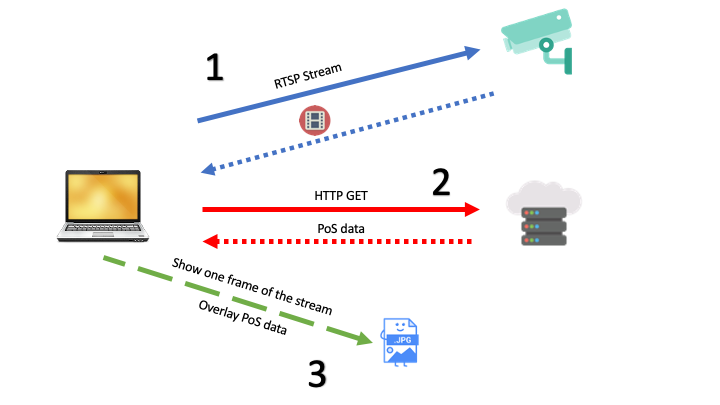 1
RTSP Stream
2
HTTP GET
PoS data
Show one frame of the stream
Overlay PoS data
.JPG
3